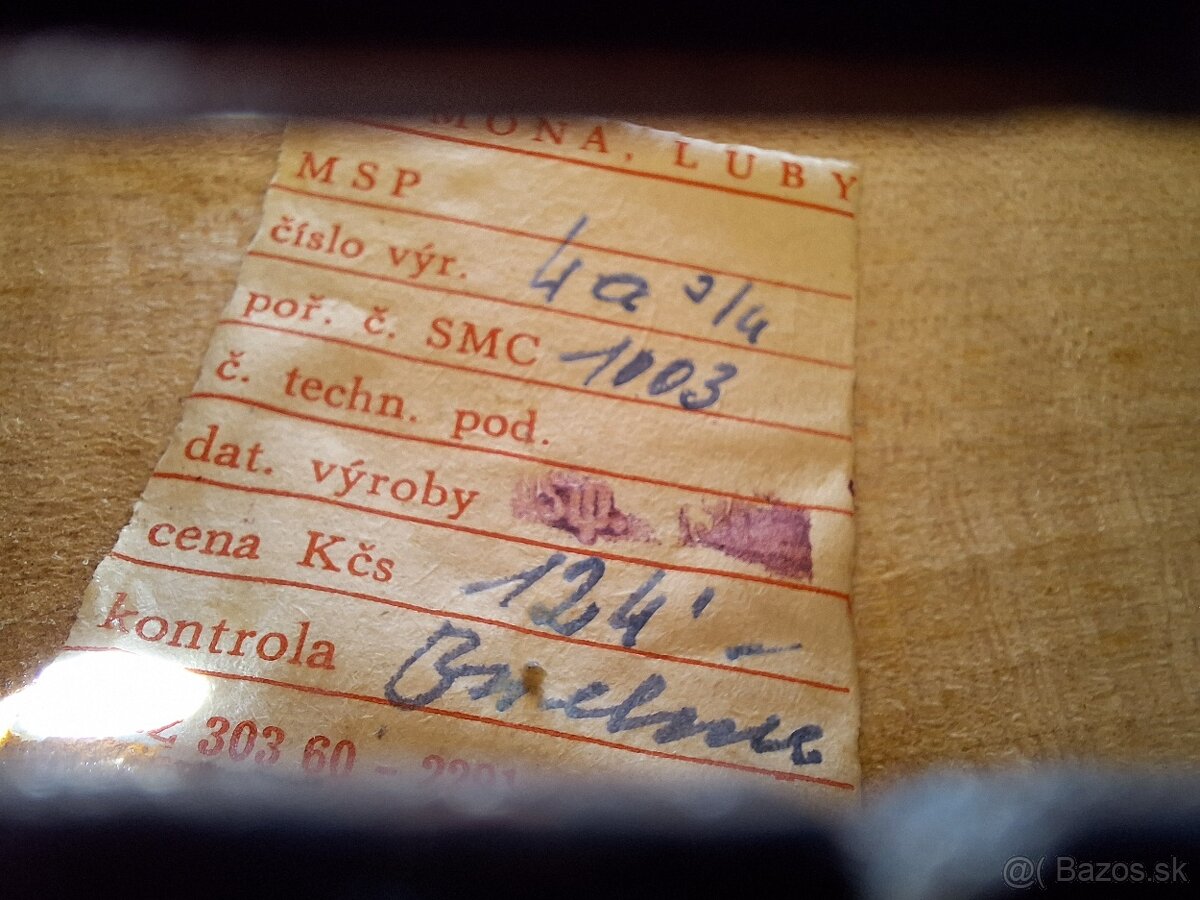 MONA, LUBY
MSP
číslo výr. 4a 3/4
poř. č. SMC 1003
č. techn. pod.
dat. výroby
cena Kčs 124'-
kontrola
303 60 -
@( Bazos.sk